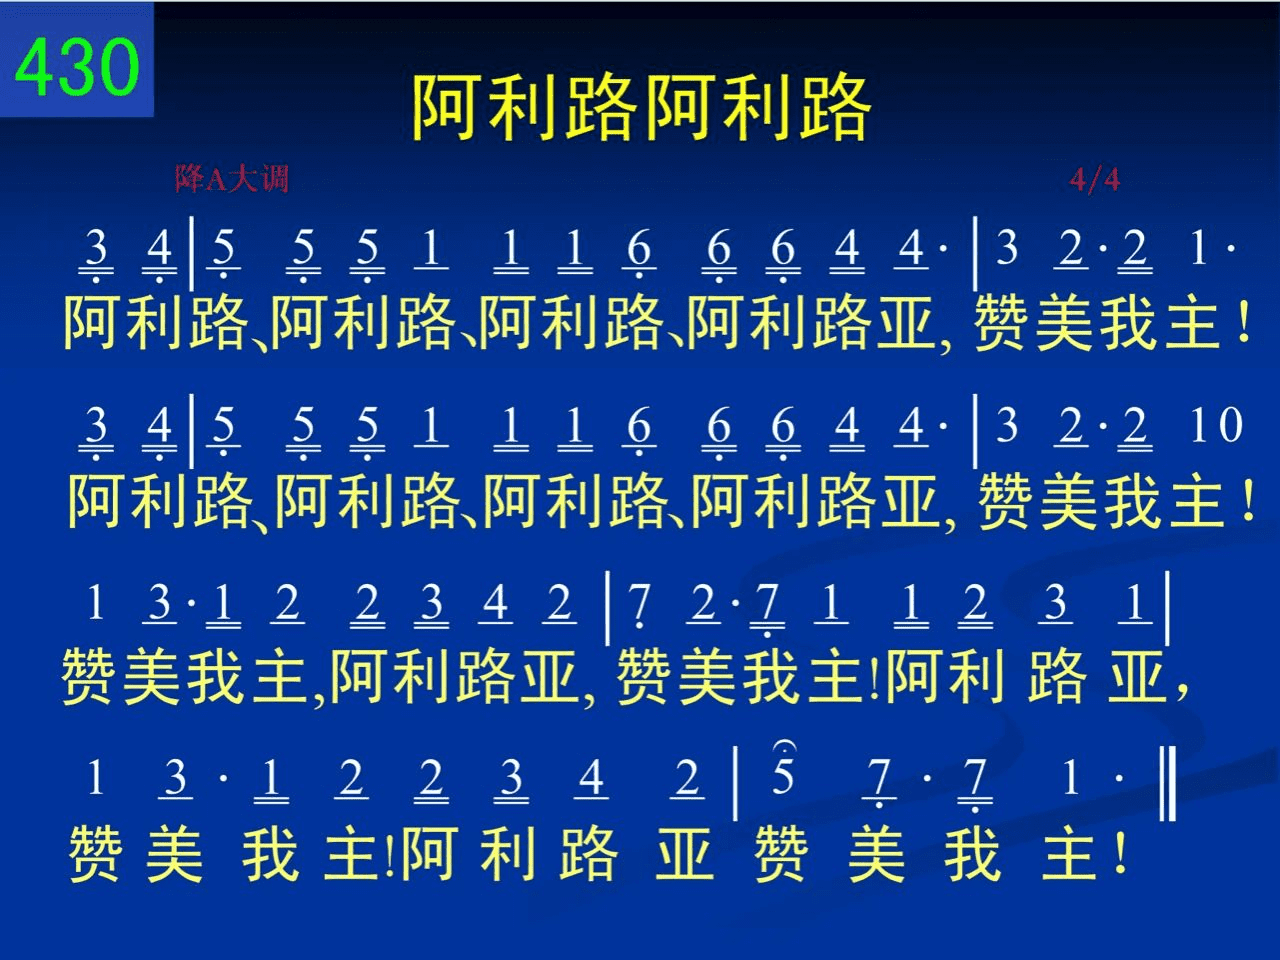 430
阿利路阿利路
降A大调 4/4
3 4 | 5 5 5 1 1 1 6 6 6 4 4 · | 3 2 · 2 1 ·
阿利路、阿利路、阿利路、阿利路亚, 赞美我主!
3 4 | 5 5 5 1 1 1 6 6 6 4 4 · | 3 2 · 2 1 0
阿利路、阿利路、阿利路、阿利路亚, 赞美我主!
1 3 · 1 2 2 3 4 2 | 7 2 · 7 1 1 2 3 1 |
赞美我主,阿利路亚, 赞美我主!阿利 路 亚,
1 3 · 1 2 2 3 4 2 | 5 7 · 7 1 · ‖
赞 美 我 主!阿 利 路 亚 赞 美 我 主!